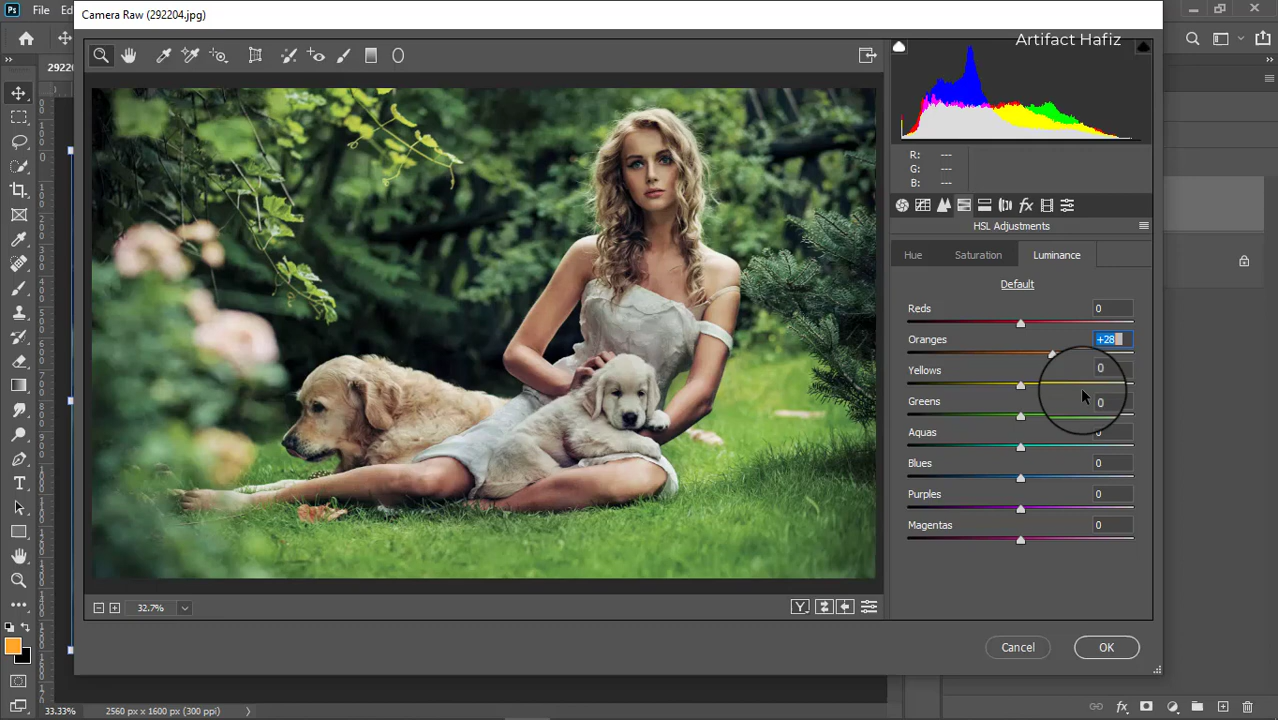 Ps File
Camera Raw (292204.jpg)
Artifact Hafiz
2922
R: ---
G: ---
B: ---
HSL Adjustments
Hue Saturation Luminance
Default
Reds 0
Oranges +28
Yellows 0
Greens 0
Aquas 0
Blues 0
Purples 0
Magentas 0
32.7%
Y
Cancel OK
33.33% 2560 px x 1600 px (300 ppi)